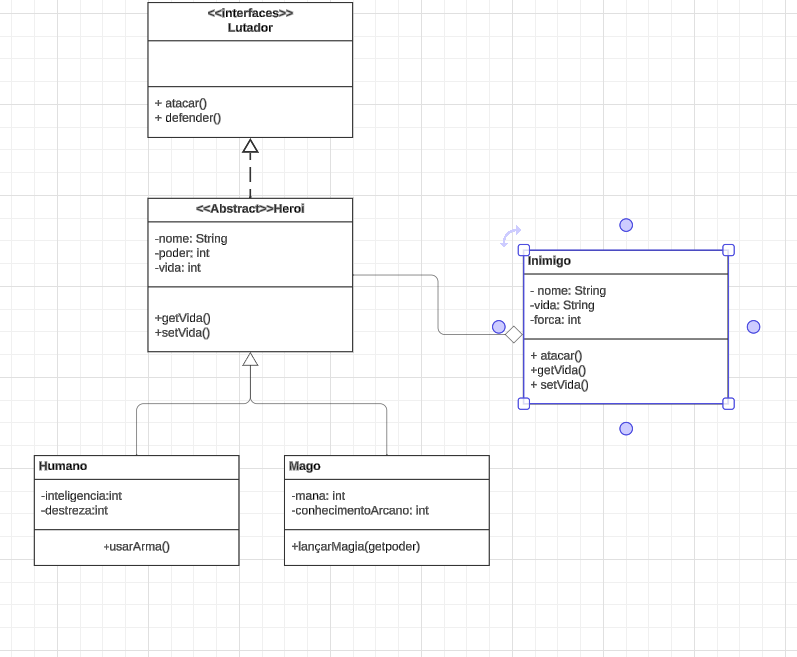 <<interfaces>>
Lutador
+ atacar()
+ defender()
<<Abstract>>Heroi
-nome: String
-poder: int
-vida: int
+getVida()
+setVida()
Inimigo
- nome: String
-vida: String
-forca: int
+ atacar()
+getVida()
+ setVida()
Humano
-inteligencia:int
-destreza:int
+usarArma()
Mago
-mana: int
-conhecimentoArcano: int
+lançarMagia(getpoder)